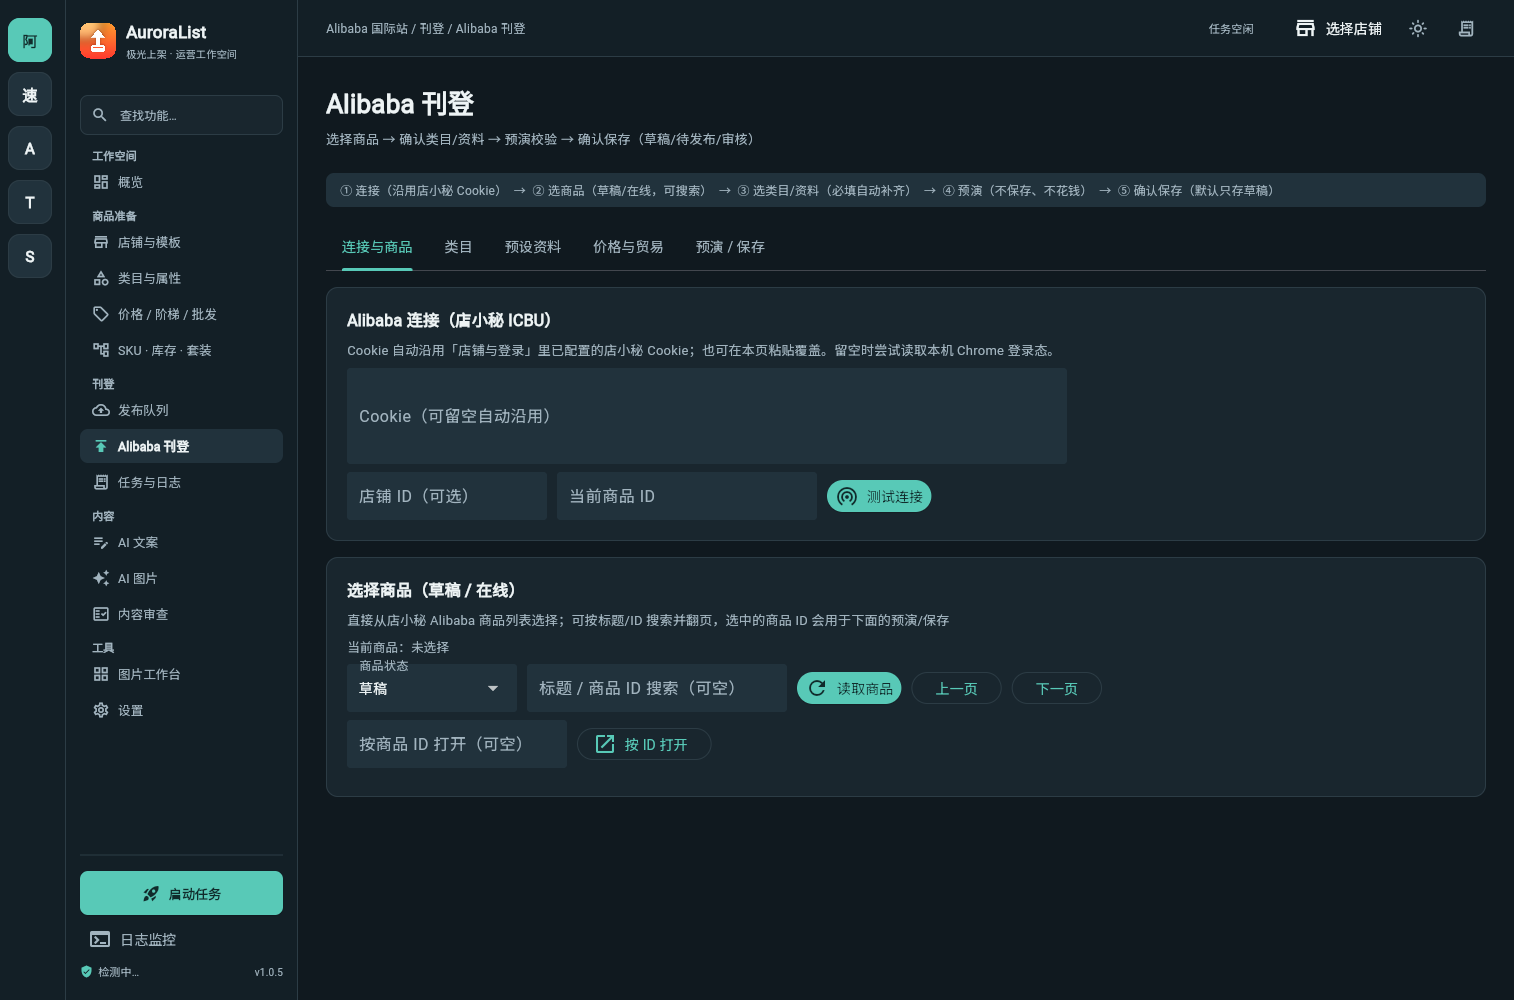 阿
速
A
T
S
AuroraList
极光上架 · 运营工作空间
查找功能…
工作空间
概览
商品准备
店铺与模板
类目与属性
价格 / 阶梯 / 批发
SKU · 库存 · 套装
刊登
发布队列
Alibaba 刊登
任务与日志
内容
AI 文案
AI 图片
内容审查
工具
图片工作台
设置
启动任务
日志监控
检测中… v1.0.5
Alibaba 国际站 / 刊登 / Alibaba 刊登
任务空闲
选择店铺
Alibaba 刊登
选择商品 → 确认类目/资料 → 预演校验 → 确认保存（草稿/待发布/审核）
① 连接（沿用店小秘 Cookie） → ② 选商品（草稿/在线，可搜索） → ③ 选类目/资料（必填自动补齐） → ④ 预演（不保存、不花钱） → ⑤ 确认保存（默认只存草稿）
连接与商品 类目 预设资料 价格与贸易 预演 / 保存
Alibaba 连接（店小秘 ICBU）
Cookie 自动沿用「店铺与登录」里已配置的店小秘 Cookie；也可在本页粘贴覆盖。留空时尝试读取本机 Chrome 登录态。
Cookie（可留空自动沿用）
店铺 ID（可选） 当前商品 ID 测试连接
选择商品（草稿 / 在线）
直接从店小秘 Alibaba 商品列表选择；可按标题/ID 搜索并翻页，选中的商品 ID 会用于下面的预演/保存
当前商品：未选择
商品状态
草稿 标题 / 商品 ID 搜索（可空） 读取商品 上一页 下一页
按商品 ID 打开（可空） 按 ID 打开